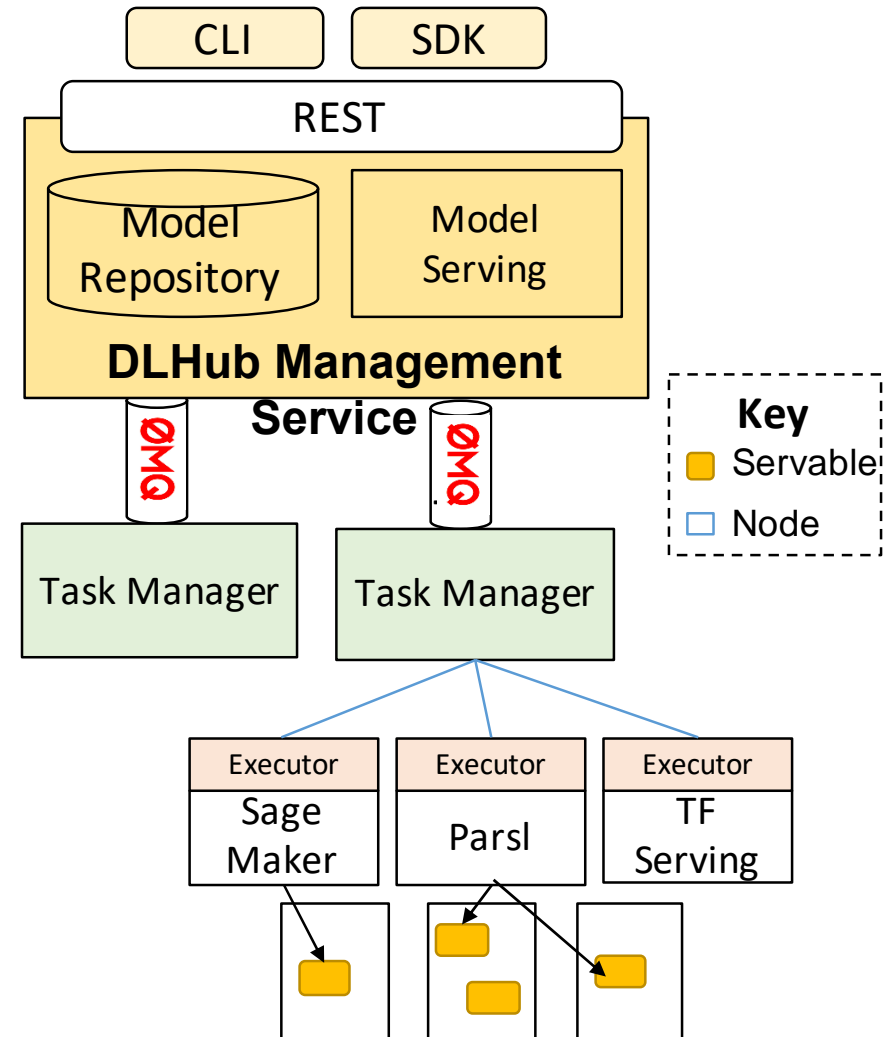 CLI
SDK
REST
Model
Repository
Model
Serving
DLHub Management
Service
ØMQ
ØMQ
.
Key
Servable
Node
Task Manager
Task Manager
Executor
Executor
Executor
Sage
Maker
Parsl
TF
Serving